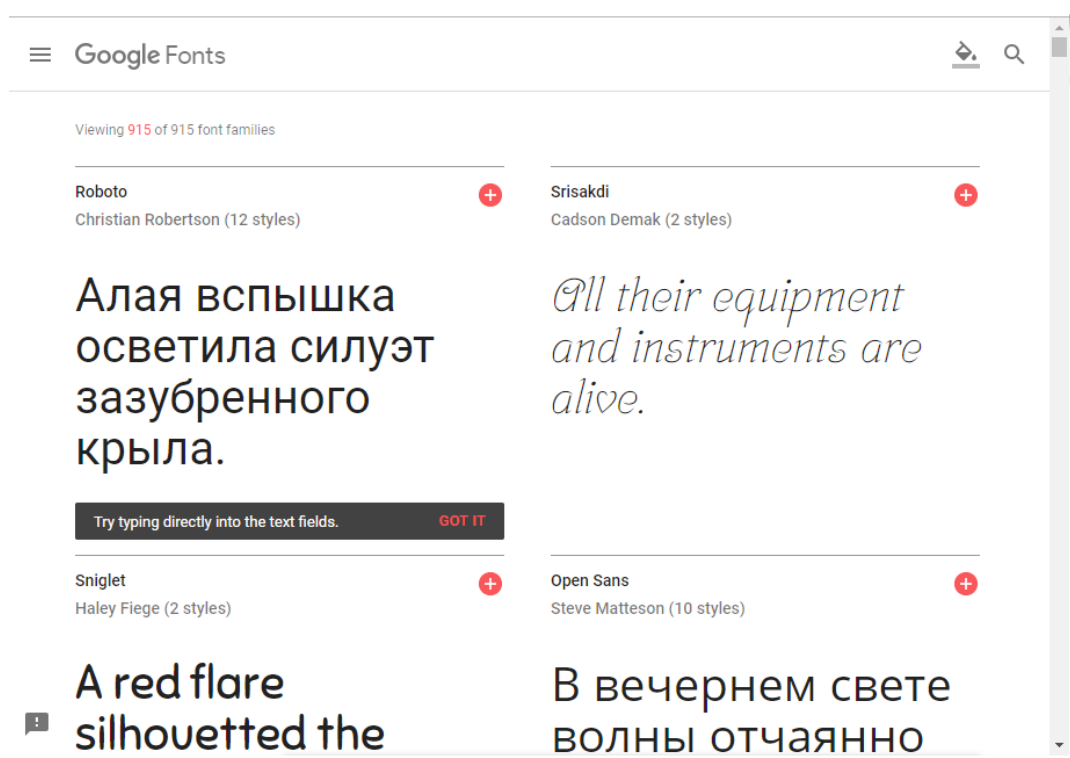 Google Fonts
Viewing 915 of 915 font families
Roboto
Christian Robertson (12 styles)
Алая вспышка
осветила силуэт
зазубренного
крыла.
Try typing directly into the text fields.
GOT IT
Srisakdi
Cadson Demak (2 styles)
All their equipment
and instruments are
alive.
Sniglet
Haley Fiege (2 styles)
A red flare
silhouetted the
Open Sans
Steve Matteson (10 styles)
В вечернем свете
волны отчаянно